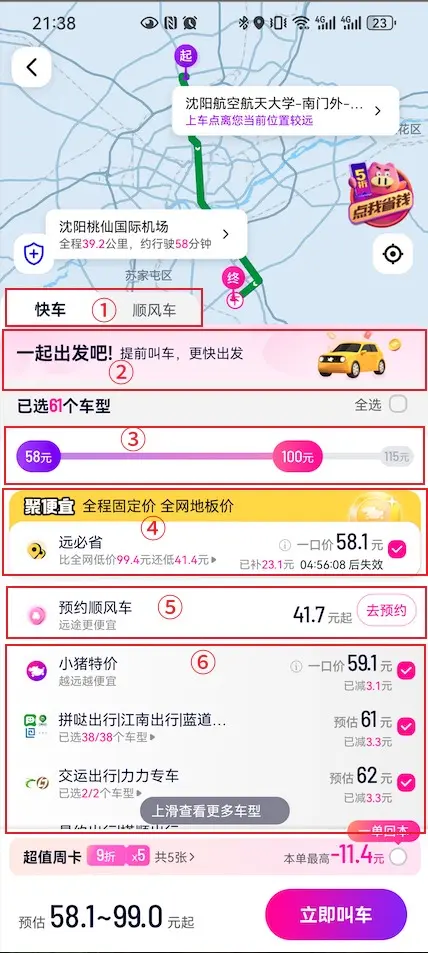 21:38
4G
4G
23
起
沈阳航空航天大学-南门外-...
上车点离您当前位置较远
花区
5折
点我省钱
沈阳桃仙国际机场
全程39.2公里，约行驶58分钟
苏家屯区
终
快车
①
顺风车
一起出发吧!
提前叫车，更快出发
②
已选61个车型
全选
③
58元
100元
115元
聚便宜
全程固定价 全网地板价
④
远必省
一口价58.1元
比全网低价99.4元还低41.4元
已补23.1元 04:56:08 后失效
预约顺风车
⑤
远途更便宜
41.7元起
去预约
⑥
小猪特价
一口价59.1元
越远越便宜
已减3.1元
拼哒出行|江南出行|蓝道...
预估61元
已选38/38个车型
已减3.3元
交运出行|力力专车
预估62元
已选2/2个车型
已减3.3元
上滑查看更多车型
一单回本
超值周卡
9折
x5
共5张
本单最高-11.4元
预估58.1~99.0元起
立即叫车